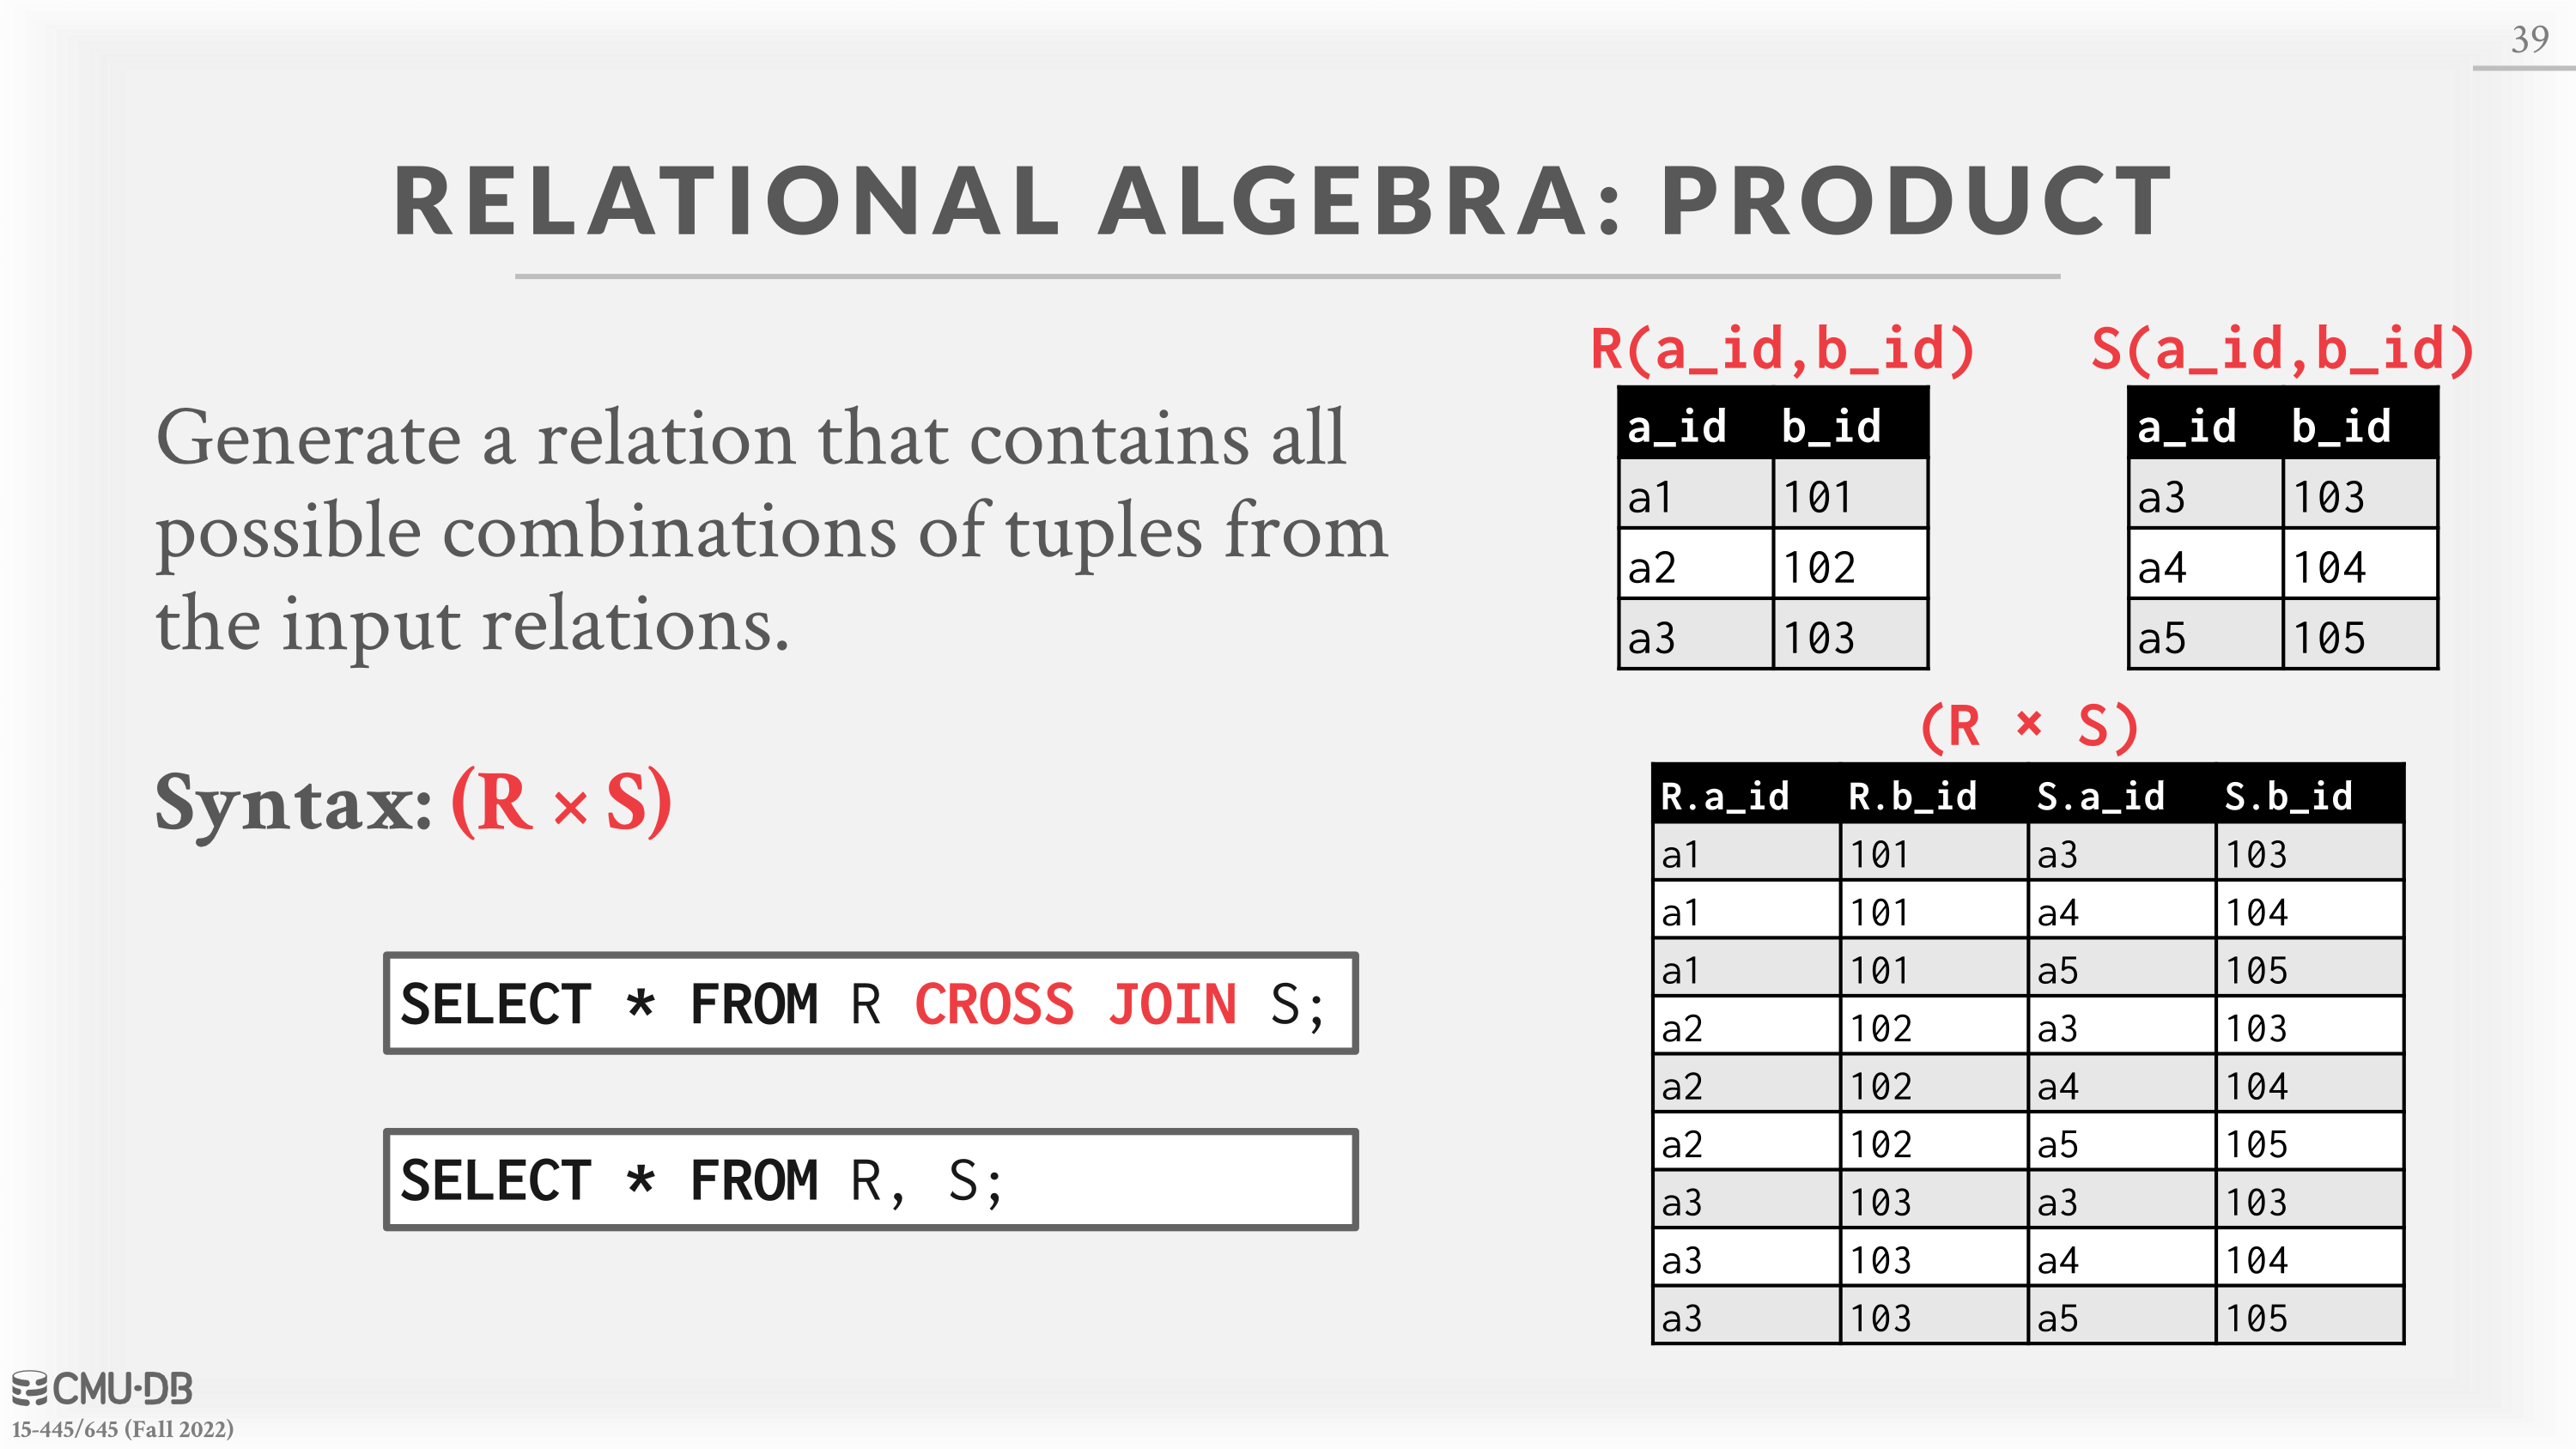 39
RELATIONAL ALGEBRA: PRODUCT
Generate a relation that contains all
possible combinations of tuples from
the input relations.
Syntax: (R × S)
SELECT * FROM R CROSS JOIN S;
SELECT * FROM R, S;
R(a_id,b_id)
a_id b_id
a1 101
a2 102
a3 103
S(a_id,b_id)
a_id b_id
a3 103
a4 104
a5 105
(R × S)
R.a_id R.b_id S.a_id S.b_id
a1 101 a3 103
a1 101 a4 104
a1 101 a5 105
a2 102 a3 103
a2 102 a4 104
a2 102 a5 105
a3 103 a3 103
a3 103 a4 104
a3 103 a5 105
CMU·DB
15-445/645 (Fall 2022)